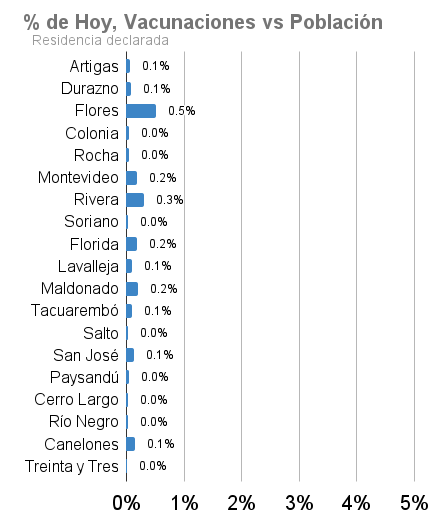 % de Hoy, Vacunaciones vs Población
Residencia declarada
Artigas 0.1%
Durazno 0.1%
Flores 0.5%
Colonia 0.0%
Rocha 0.0%
Montevideo 0.2%
Rivera 0.3%
Soriano 0.0%
Florida 0.2%
Lavalleja 0.1%
Maldonado 0.2%
Tacuarembó 0.1%
Salto 0.0%
San José 0.1%
Paysandú 0.0%
Cerro Largo 0.0%
Río Negro 0.0%
Canelones 0.1%
Treinta y Tres 0.0%
0% 1% 2% 3% 4% 5%